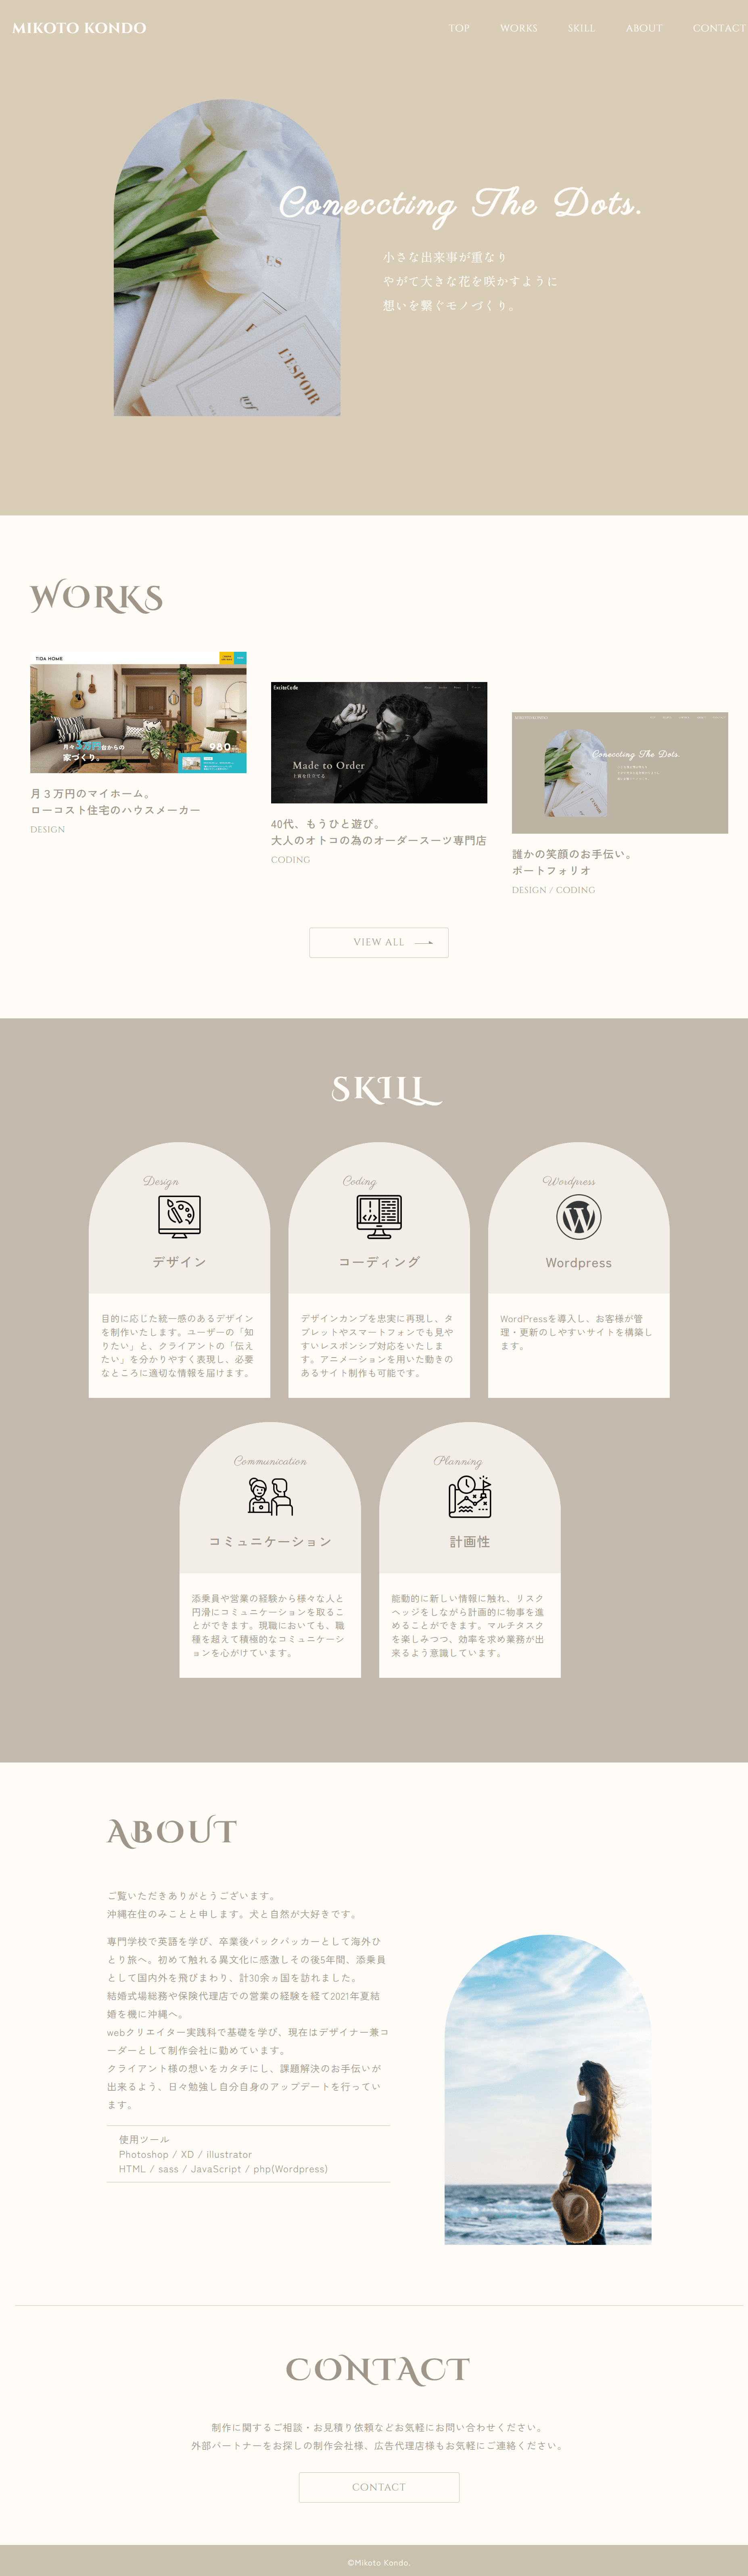 MIKOTO KONDO
TOP WORKS SKILL ABOUT CONTACT
Coneccting The Dots.
小さな出来事が重なり
やがて大きな花を咲かすように
想いを繋ぐモノづくり。
ES
L'ESPOIR
WORKS
TIDA HOME
月々3万円台からの
家づくり。
980
月３万円のマイホーム。
ローコスト住宅のハウスメーカー
DESIGN
ExciteCode
Made to Order
上質を仕立てる
40代、もうひと遊び。
大人のオトコの為のオーダースーツ専門店
CODING
Coneccting The Dots.
誰かの笑顔のお手伝い。
ポートフォリオ
DESIGN / CODING
VIEW ALL
SKILL
Design
デザイン
目的に応じた統一感のあるデザイン
を制作いたします。ユーザーの「知
りたい」と、クライアントの「伝え
たい」を分かりやすく表現し、必要
なところに適切な情報を届けます。
Coding
コーディング
デザインカンプを忠実に再現し、タ
ブレットやスマートフォンでも見や
すいレスポンシブ対応をいたしま
す。アニメーションを用いた動きの
あるサイト制作も可能です。
Wordpress
Wordpress
WordPressを導入し、お客様が管
理・更新のしやすいサイトを構築し
ます。
Communication
コミュニケーション
添乗員や営業の経験から様々な人と
円滑にコミュニケーションを取るこ
とができます。現職においても、職
種を超えて積極的なコミュニケーシ
ョンを心がけています。
Planning
計画性
能動的に新しい情報に触れ、リスク
ヘッジをしながら計画的に物事を進
めることができます。マルチタスク
を楽しみつつ、効率を求め業務が出
来るよう意識しています。
ABOUT
ご覧いただきありがとうございます。
沖縄在住のみことと申します。犬と自然が大好きです。
専門学校で英語を学び、卒業後バックパッカーとして海外ひ
とり旅へ。初めて触れる異文化に感激しその後5年間、添乗員
として国内外を飛びまわり、計30余ヵ国を訪れました。
結婚式場総務や保険代理店での営業の経験を経て2021年夏結
婚を機に沖縄へ。
webクリエイター実践科で基礎を学び、現在はデザイナー兼コ
ーダーとして制作会社に勤めています。
クライアント様の想いをカタチにし、課題解決のお手伝いが
出来るよう、日々勉強し自分自身のアップデートを行ってい
ます。
使用ツール
Photoshop / XD / illustrator
HTML / sass / JavaScript / php(Wordpress)
CONTACT
制作に関するご相談・お見積り依頼などお気軽にお問い合わせください。
外部パートナーをお探しの制作会社様、広告代理店様もお気軽にご連絡ください。
CONTACT
©Mikoto Kondo.